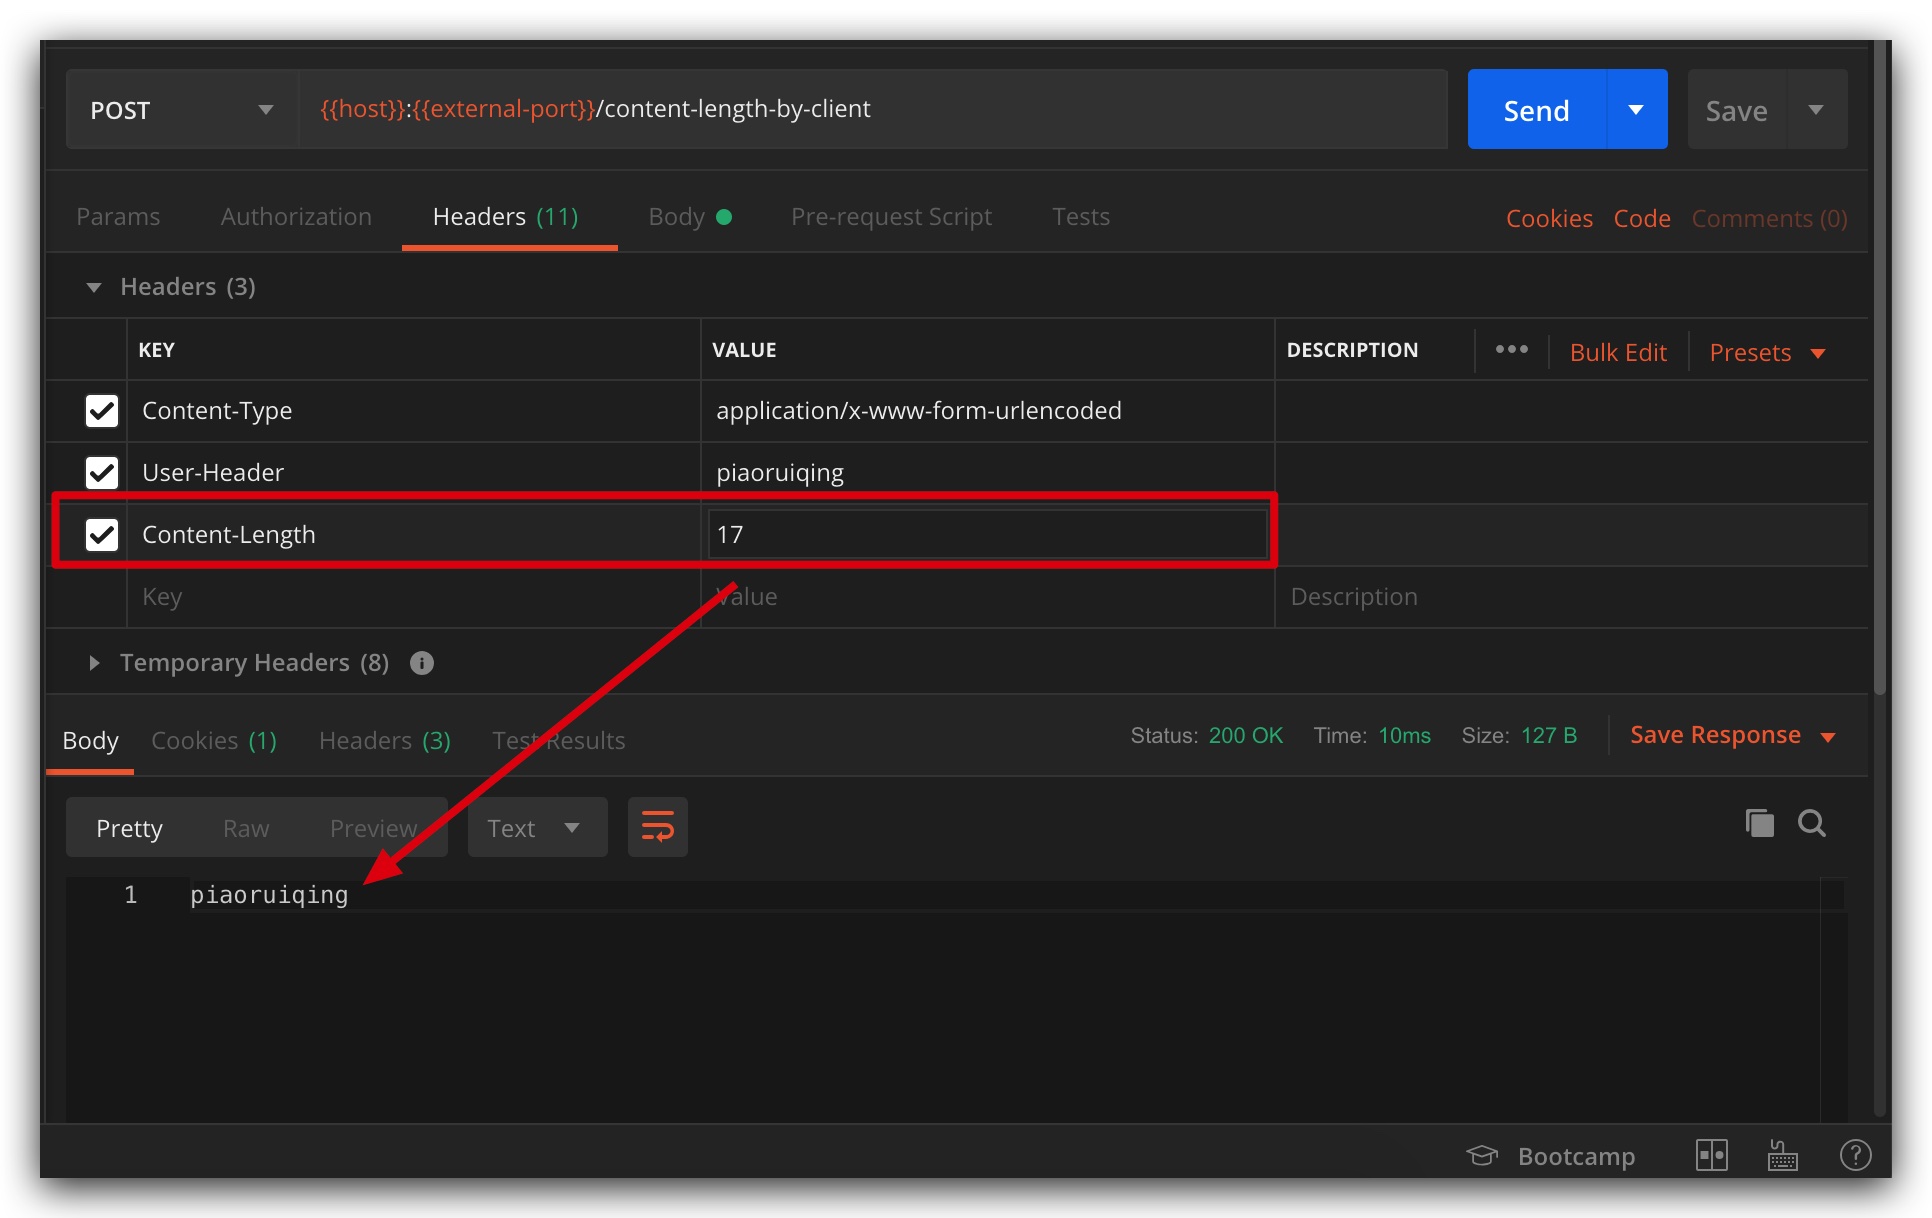 POST {{host}}:{{external-port}}/content-length-by-client Send Save
Params Authorization Headers (11) Body Pre-request Script Tests Cookies Code Comments (0)
Headers (3)
KEY VALUE DESCRIPTION ••• Bulk Edit Presets
Content-Type application/x-www-form-urlencoded
User-Header piaoruiqing
Content-Length 17
Key Value Description
Temporary Headers (8) i
Body Cookies (1) Headers (3) Test Results Status: 200 OK Time: 10ms Size: 127 B Save Response
Pretty Raw Preview Text
1 piaoruiqing
Bootcamp ?